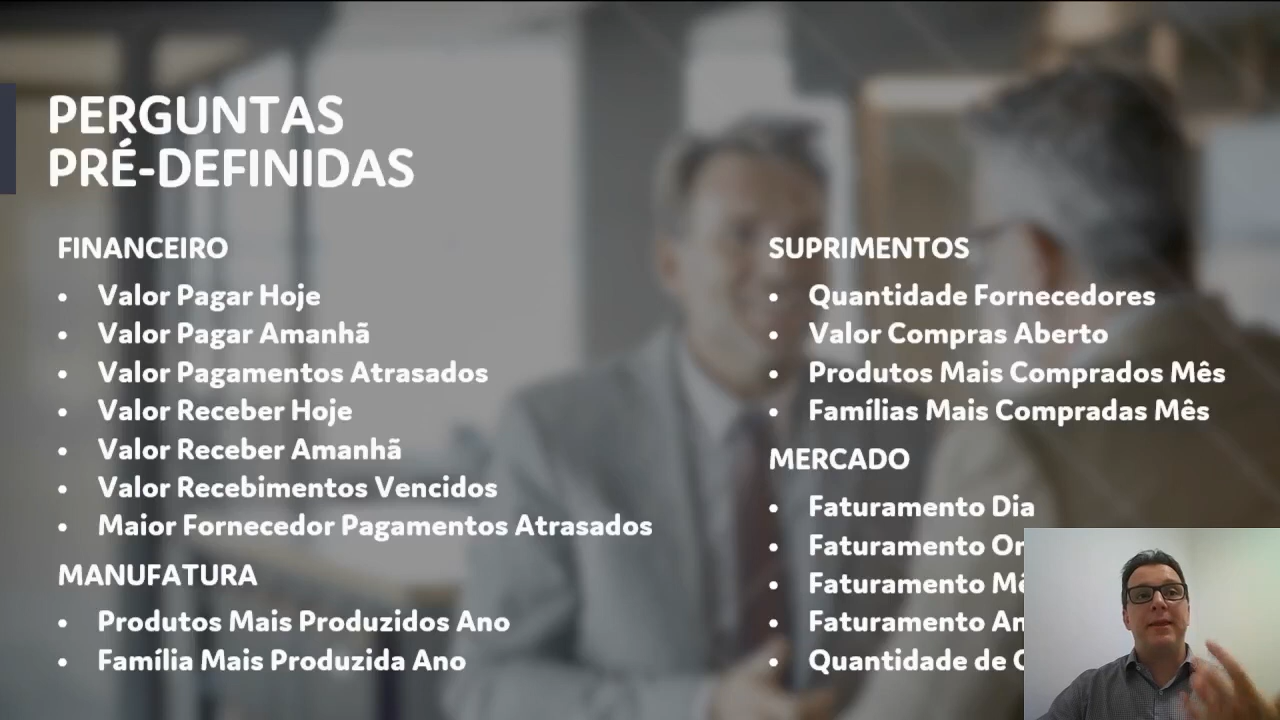 PERGUNTAS
PRÉ-DEFINIDAS
FINANCEIRO
• Valor Pagar Hoje
• Valor Pagar Amanhã
• Valor Pagamentos Atrasados
• Valor Receber Hoje
• Valor Receber Amanhã
• Valor Recebimentos Vencidos
• Maior Fornecedor Pagamentos Atrasados
MANUFATURA
• Produtos Mais Produzidos Ano
• Família Mais Produzida Ano
SUPRIMENTOS
• Quantidade Fornecedores
• Valor Compras Aberto
• Produtos Mais Comprados Mês
• Famílias Mais Compradas Mês
MERCADO
• Faturamento Dia
• Faturamento
• Faturamento
• Faturamento
• Quantidade de